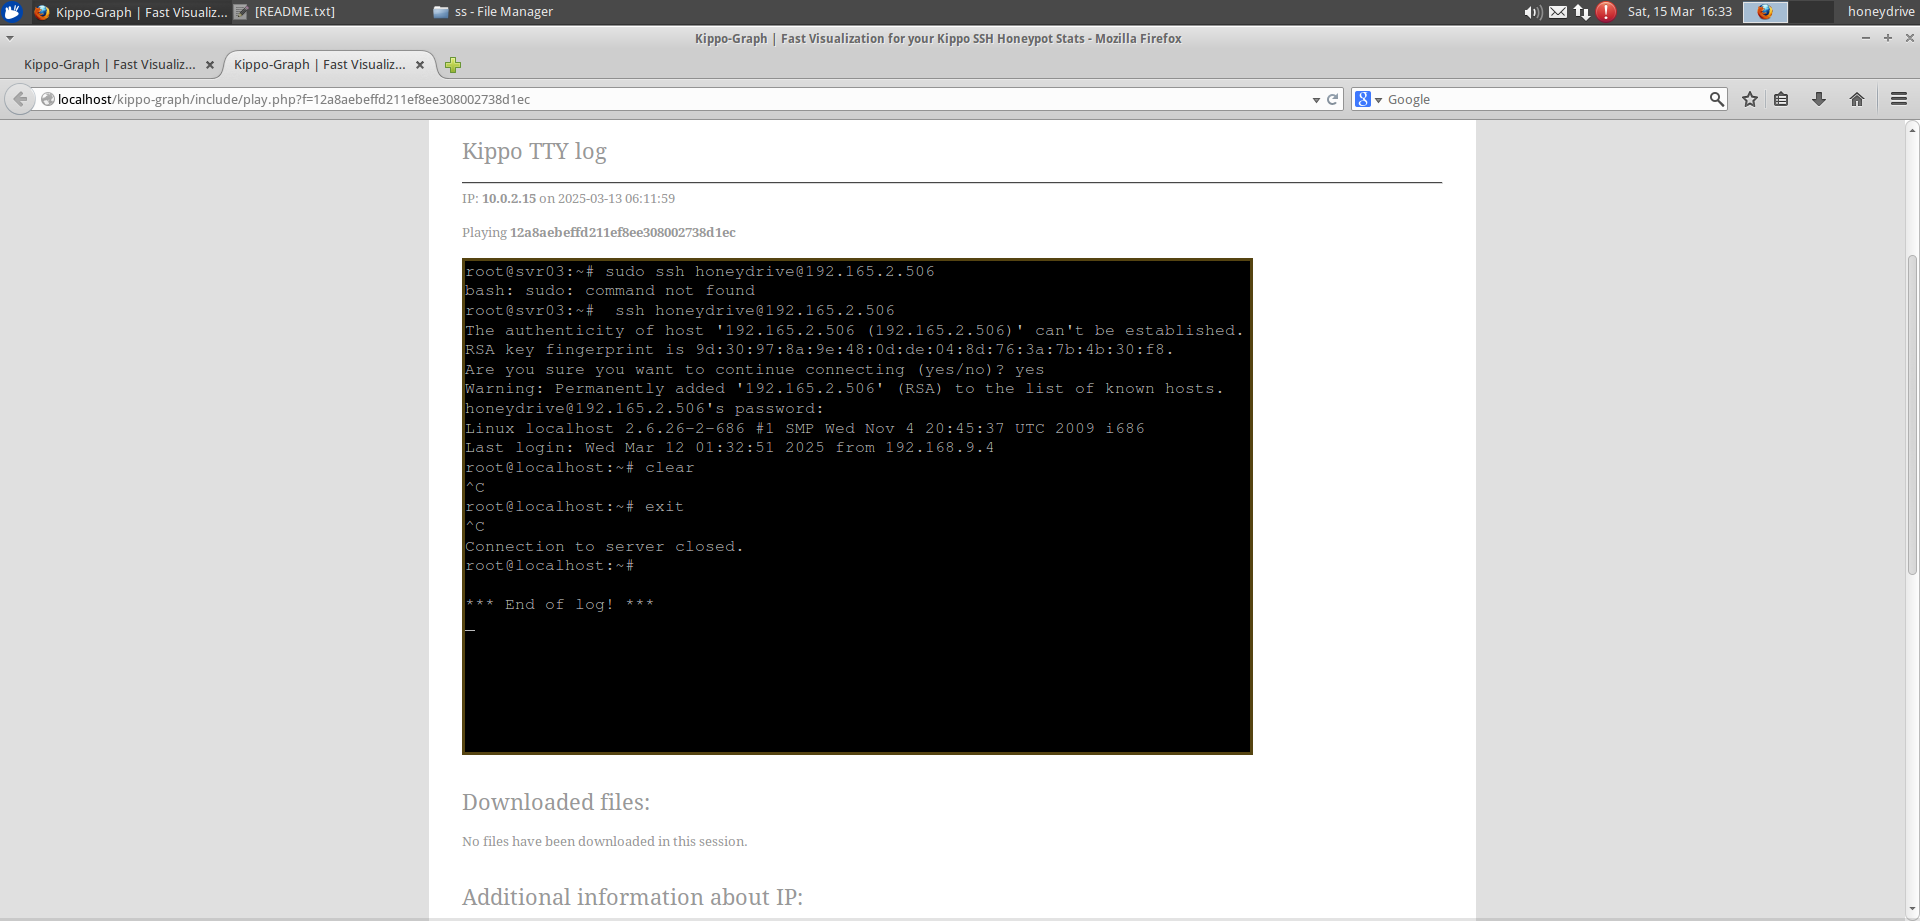 Kippo-Graph | Fast Visualiz... [README.txt] ss - File Manager Sat, 15 Mar 16:33 honeydrive
Kippo-Graph | Fast Visualization for your Kippo SSH Honeypot Stats - Mozilla Firefox
Kippo-Graph | Fast Visualiz... Kippo-Graph | Fast Visualiz...
localhost/kippo-graph/include/play.php?f=12a8aebeffd211ef8ee308002738d1ec Google
Kippo TTY log
IP: 10.0.2.15 on 2025-03-13 06:11:59
Playing 12a8aebeffd211ef8ee308002738d1ec
root@svr03:~# sudo ssh honeydrive@192.165.2.506
bash: sudo: command not found
root@svr03:~#  ssh honeydrive@192.165.2.506
The authenticity of host '192.165.2.506 (192.165.2.506)' can't be established.
RSA key fingerprint is 9d:30:97:8a:9e:48:0d:de:04:8d:76:3a:7b:4b:30:f8.
Are you sure you want to continue connecting (yes/no)? yes
Warning: Permanently added '192.165.2.506' (RSA) to the list of known hosts.
honeydrive@192.165.2.506's password:
Linux localhost 2.6.26-2-686 #1 SMP Wed Nov 4 20:45:37 UTC 2009 i686
Last login: Wed Mar 12 01:32:51 2025 from 192.168.9.4
root@localhost:~# clear
^C
root@localhost:~# exit
^C
Connection to server closed.
root@localhost:~#
*** End of log! ***
_
Downloaded files:
No files have been downloaded in this session.
Additional information about IP: